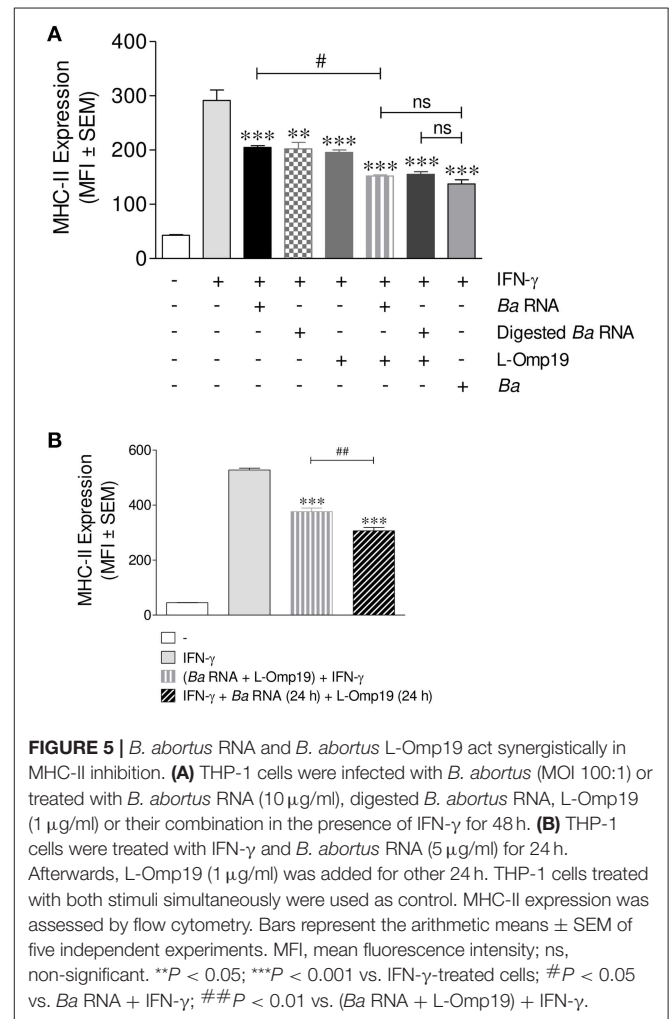 A
400
300
200
100
0
MHC-II Expression
(MFI ± SEM)
#
ns
ns
*** ** *** *** *** ***
- + + + + + + + IFN-γ
- - + - - + - - Ba RNA
- - - + - - + - Digested Ba RNA
- - - - + + + - L-Omp19
- - - - - - - + Ba
B
600
400
200
0
MHC-II Expression
(MFI ± SEM)
##
*** ***
-
IFN-γ
(Ba RNA + L-Omp19) + IFN-γ
IFN-γ + Ba RNA (24 h) + L-Omp19 (24 h)
FIGURE 5 | B. abortus RNA and B. abortus L-Omp19 act synergistically in
MHC-II inhibition. (A) THP-1 cells were infected with B. abortus (MOI 100:1) or
treated with B. abortus RNA (10 μg/ml), digested B. abortus RNA, L-Omp19
(1 μg/ml) or their combination in the presence of IFN-γ for 48 h. (B) THP-1
cells were treated with IFN-γ and B. abortus RNA (5 μg/ml) for 24 h.
Afterwards, L-Omp19 (1 μg/ml) was added for other 24 h. THP-1 cells treated
with both stimuli simultaneously were used as control. MHC-II expression was
assessed by flow cytometry. Bars represent the arithmetic means ± SEM of
five independent experiments. MFI, mean fluorescence intensity; ns,
non-significant. **P < 0.05; ***P < 0.001 vs. IFN-γ-treated cells; #P < 0.05
vs. Ba RNA + IFN-γ; ##P < 0.01 vs. (Ba RNA + L-Omp19) + IFN-γ.